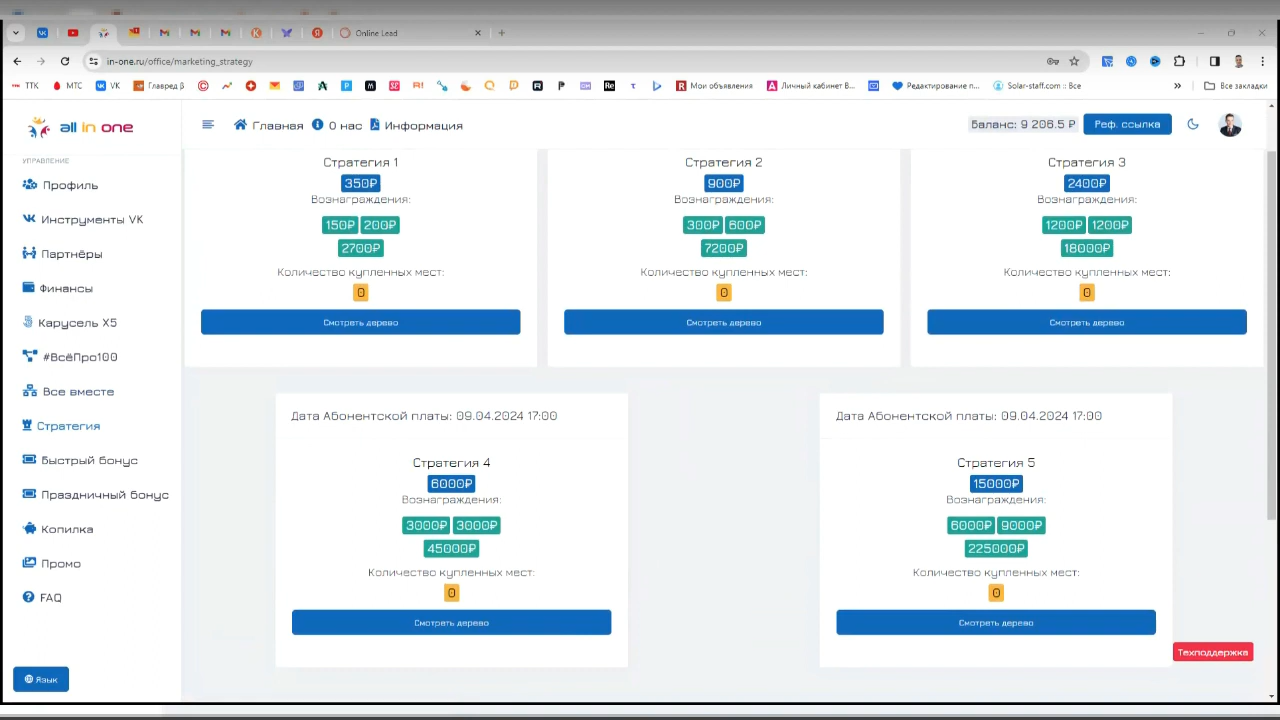 Online Lead
in-one.ru/office/marketing_strategy
ТТК
МТС
VK
Главред β
Мои объявления
Личный кабинет В...
Редактирование п...
Solar-staff.com :: Все
Все закладки
all in one
Главная
О нас
Информация
Баланс: 9 206.5 ₽
Реф. ссылка
УПРАВЛЕНИЕ
Профиль
Инструменты VK
Партнёры
Финансы
Карусель X5
#ВсёПро100
Все вместе
Стратегия
Быстрый бонус
Праздничный бонус
Копилка
Промо
FAQ
Язык
Стратегия 1
350₽
Вознаграждения:
150₽ 200₽
2700₽
Количество купленных мест:
0
Смотреть дерево
Стратегия 2
900₽
Вознаграждения:
300₽ 600₽
7200₽
Количество купленных мест:
0
Смотреть дерево
Стратегия 3
2400₽
Вознаграждения:
1200₽ 1200₽
18000₽
Количество купленных мест:
0
Смотреть дерево
Дата Абонентской платы: 09.04.2024 17:00
Стратегия 4
6000₽
Вознаграждения:
3000₽ 3000₽
45000₽
Количество купленных мест:
0
Смотреть дерево
Дата Абонентской платы: 09.04.2024 17:00
Стратегия 5
15000₽
Вознаграждения:
6000₽ 9000₽
225000₽
Количество купленных мест:
0
Смотреть дерево
Техподдержка